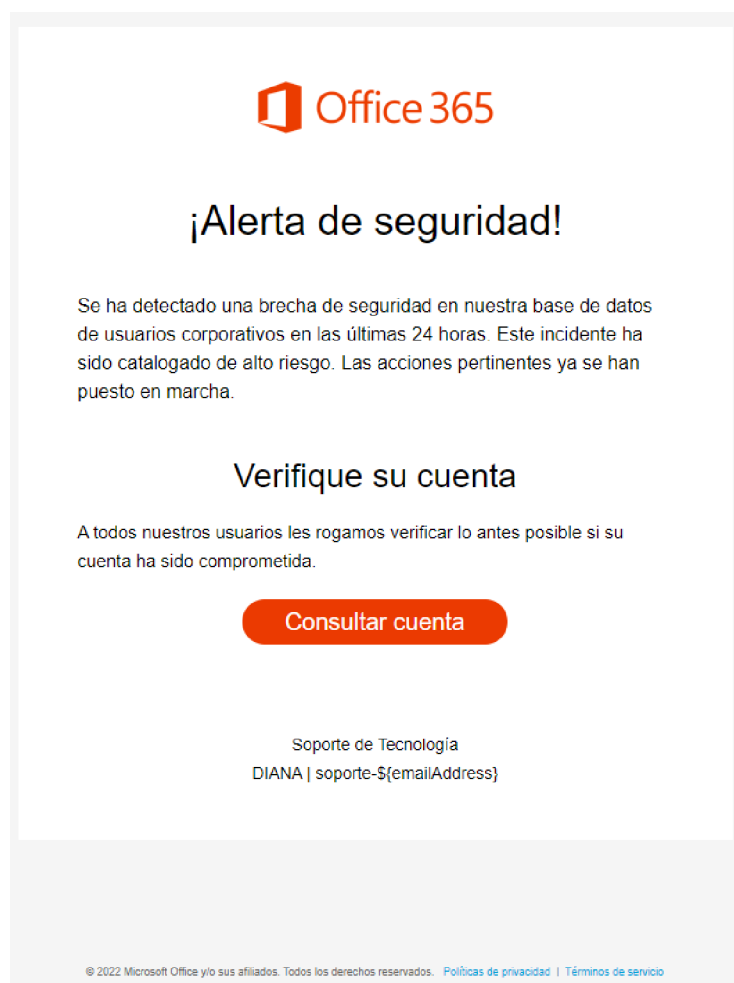 Office 365
¡Alerta de seguridad!
Se ha detectado una brecha de seguridad en nuestra base de datos
de usuarios corporativos en las últimas 24 horas. Este incidente ha
sido catalogado de alto riesgo. Las acciones pertinentes ya se han
puesto en marcha.
Verifique su cuenta
A todos nuestros usuarios les rogamos verificar lo antes posible si su
cuenta ha sido comprometida.
Consultar cuenta
Soporte de Tecnología
DIANA | soporte-${emailAddress}
© 2022 Microsoft Office y/o sus afiliados. Todos los derechos reservados. Políticas de privacidad | Términos de servicio